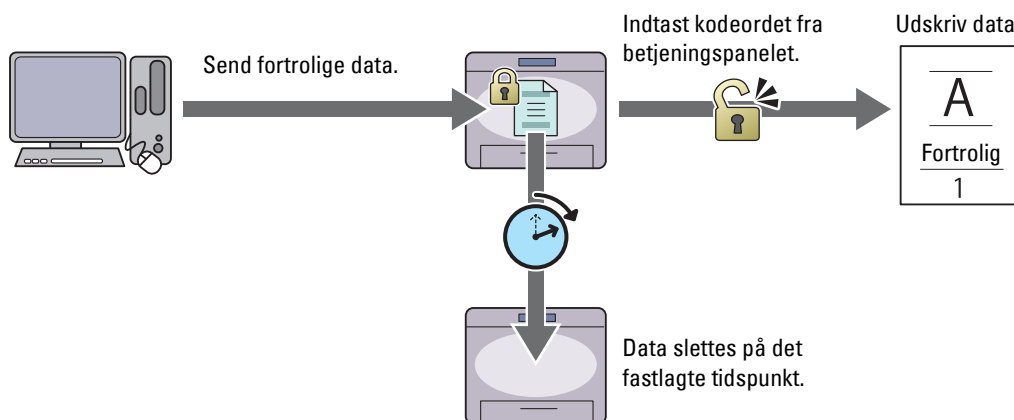 Send fortrolige data.
Indtast kodeordet fra
betjeningspanelet.
Udskriv data
A
Fortrolig
1
Data slettes på det
fastlagte tidspunkt.